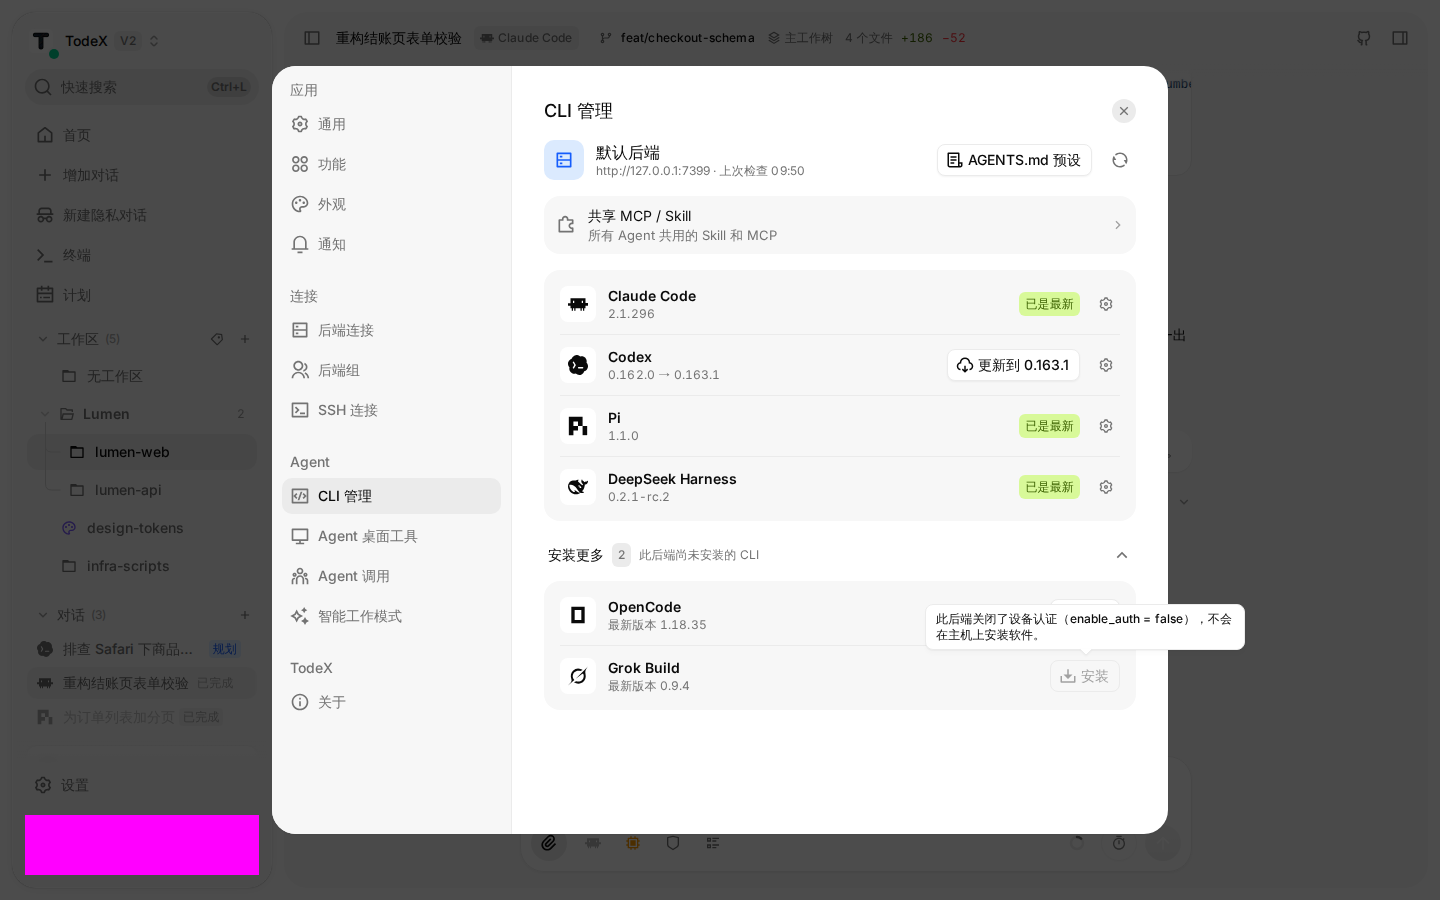 TodeX V2
快速搜索 Ctrl+L
首页
增加对话
新建隐私对话
终端
计划
工作区 (5)
无工作区
Lumen 2
lumen-web
lumen-api
design-tokens
infra-scripts
对话 (3)
排查 Safari 下商品... 规划
重构结账页表单校验 已完成
为订单列表加分页 已完成
设置
重构结账页表单校验 Claude Code feat/checkout-schema 主工作树 4 个文件 +186 −52
应用
通用
功能
外观
通知
连接
后端连接
后端组
SSH 连接
Agent
CLI 管理
Agent 桌面工具
Agent 调用
智能工作模式
TodeX
关于
CLI 管理
默认后端
http://127.0.0.1:7399 · 上次检查 09:50
AGENTS.md 预设
共享 MCP / Skill
所有 Agent 共用的 Skill 和 MCP
Claude Code
2.1.296
已是最新
Codex
0.162.0 → 0.163.1
更新到 0.163.1
Pi
1.1.0
已是最新
DeepSeek Harness
0.2.1-rc.2
已是最新
安装更多 2 此后端尚未安装的 CLI
OpenCode
最新版本 1.18.35
此后端关闭了设备认证（enable_auth = false），不会
在主机上安装软件。
Grok Build
最新版本 0.9.4
安装